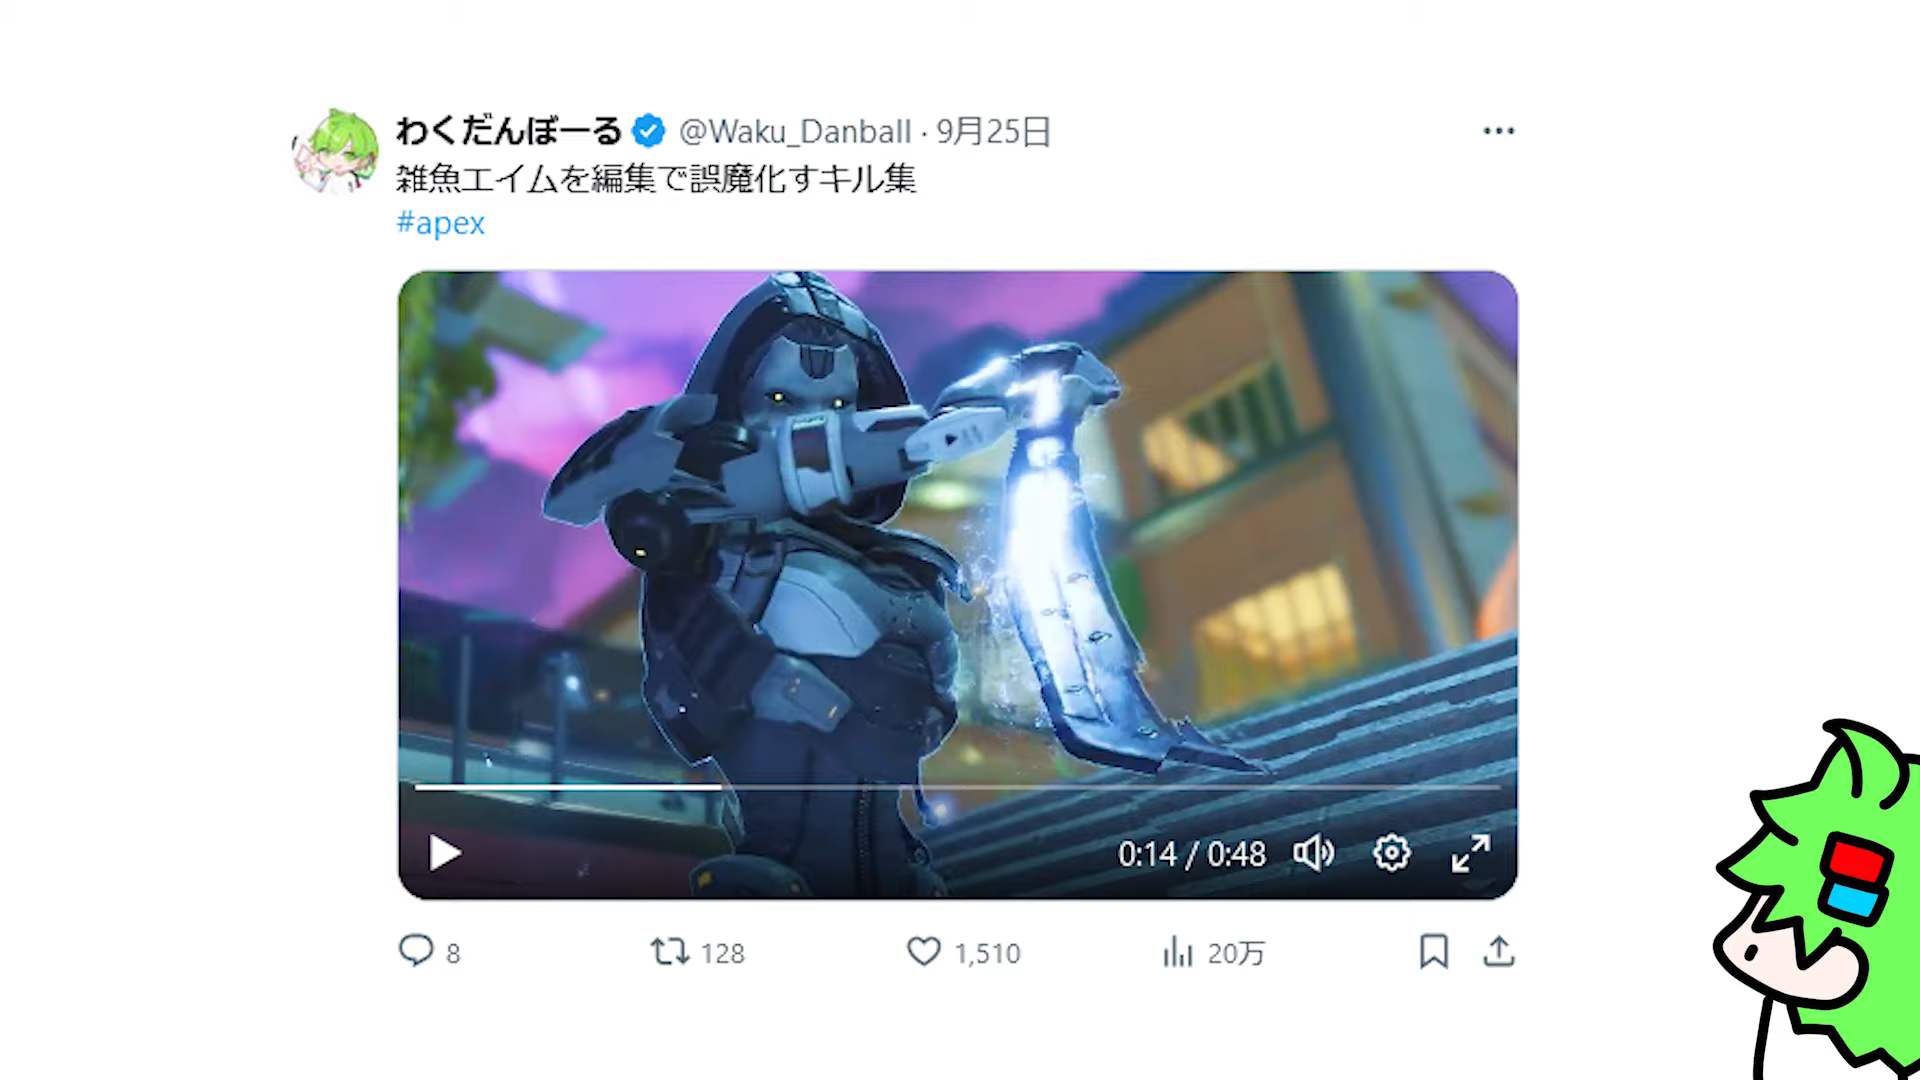 わくだんぼーる @Waku_Danball · 9月25日
雑魚エイムを編集で誤魔化すキル集
#apex
0:14 / 0:48
8 128 1,510 20万